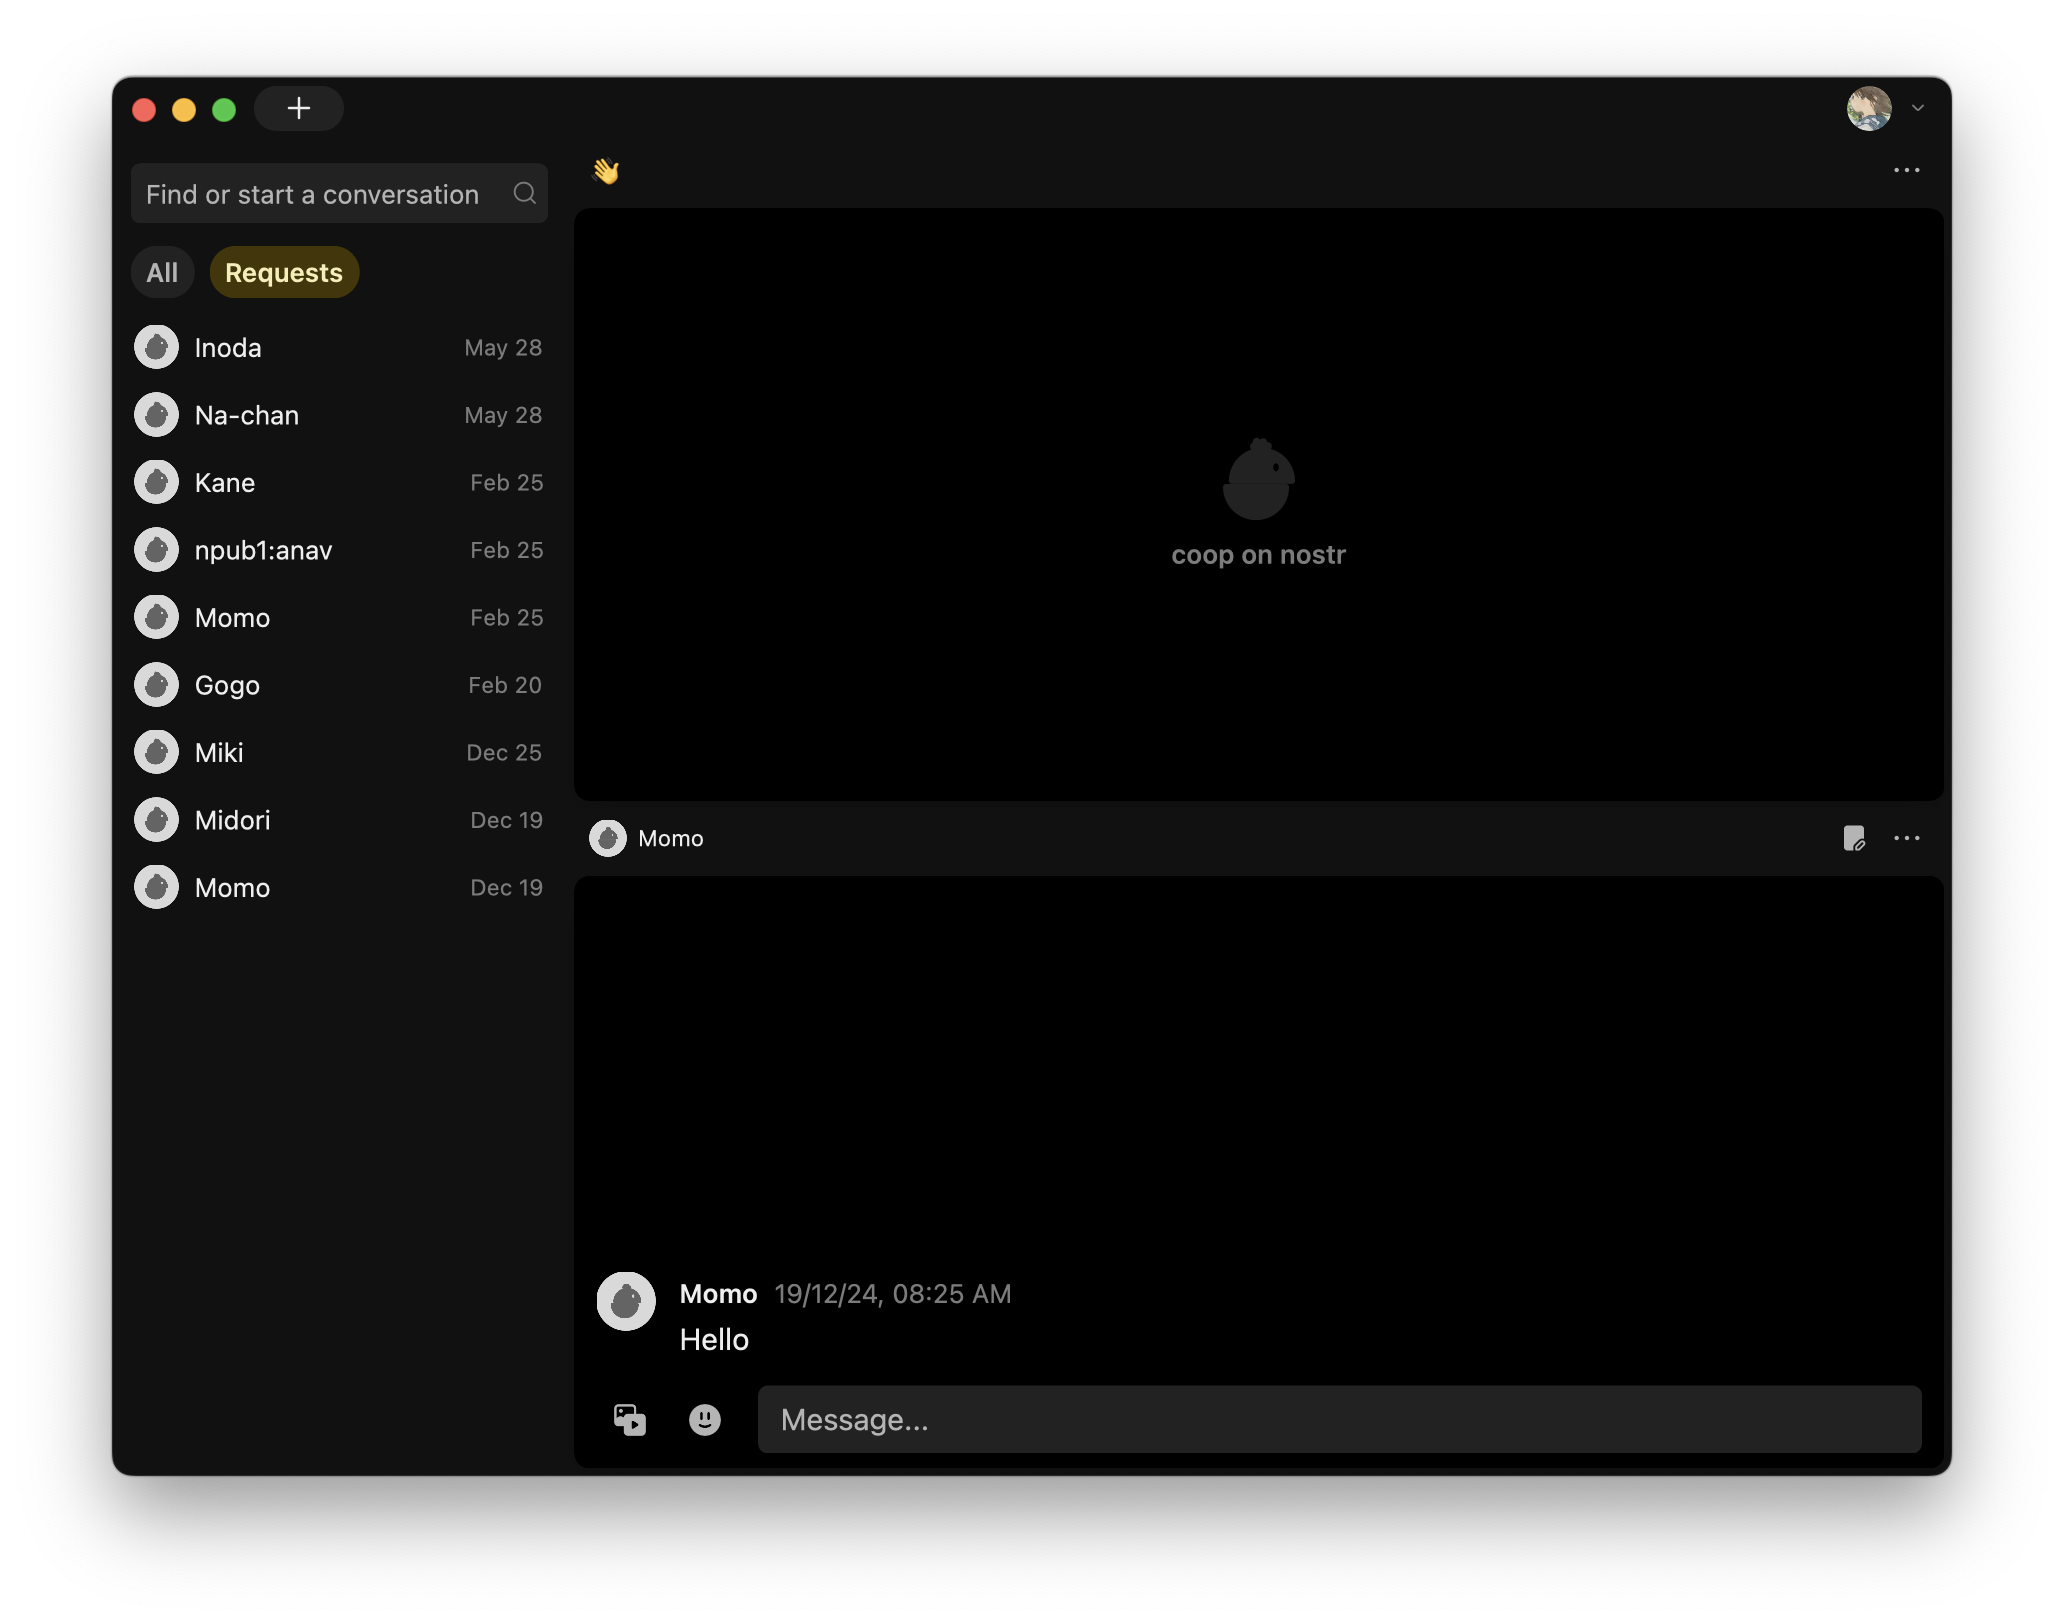 Find or start a conversation
All
Requests
Inoda
May 28
Na-chan
May 28
Kane
Feb 25
npub1:anav
Feb 25
Momo
Feb 25
Gogo
Feb 20
Miki
Dec 25
Midori
Dec 19
Momo
Dec 19
👋
coop on nostr
Momo
Momo 19/12/24, 08:25 AM
Hello
Message...